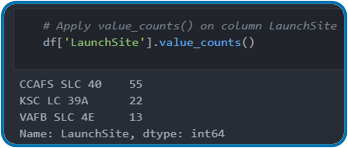 # Apply value_counts() on column LaunchSite
df['LaunchSite'].value_counts()
CCAFS SLC 40    55
KSC LC 39A      22
VAFB SLC 4E     13
Name: LaunchSite, dtype: int64